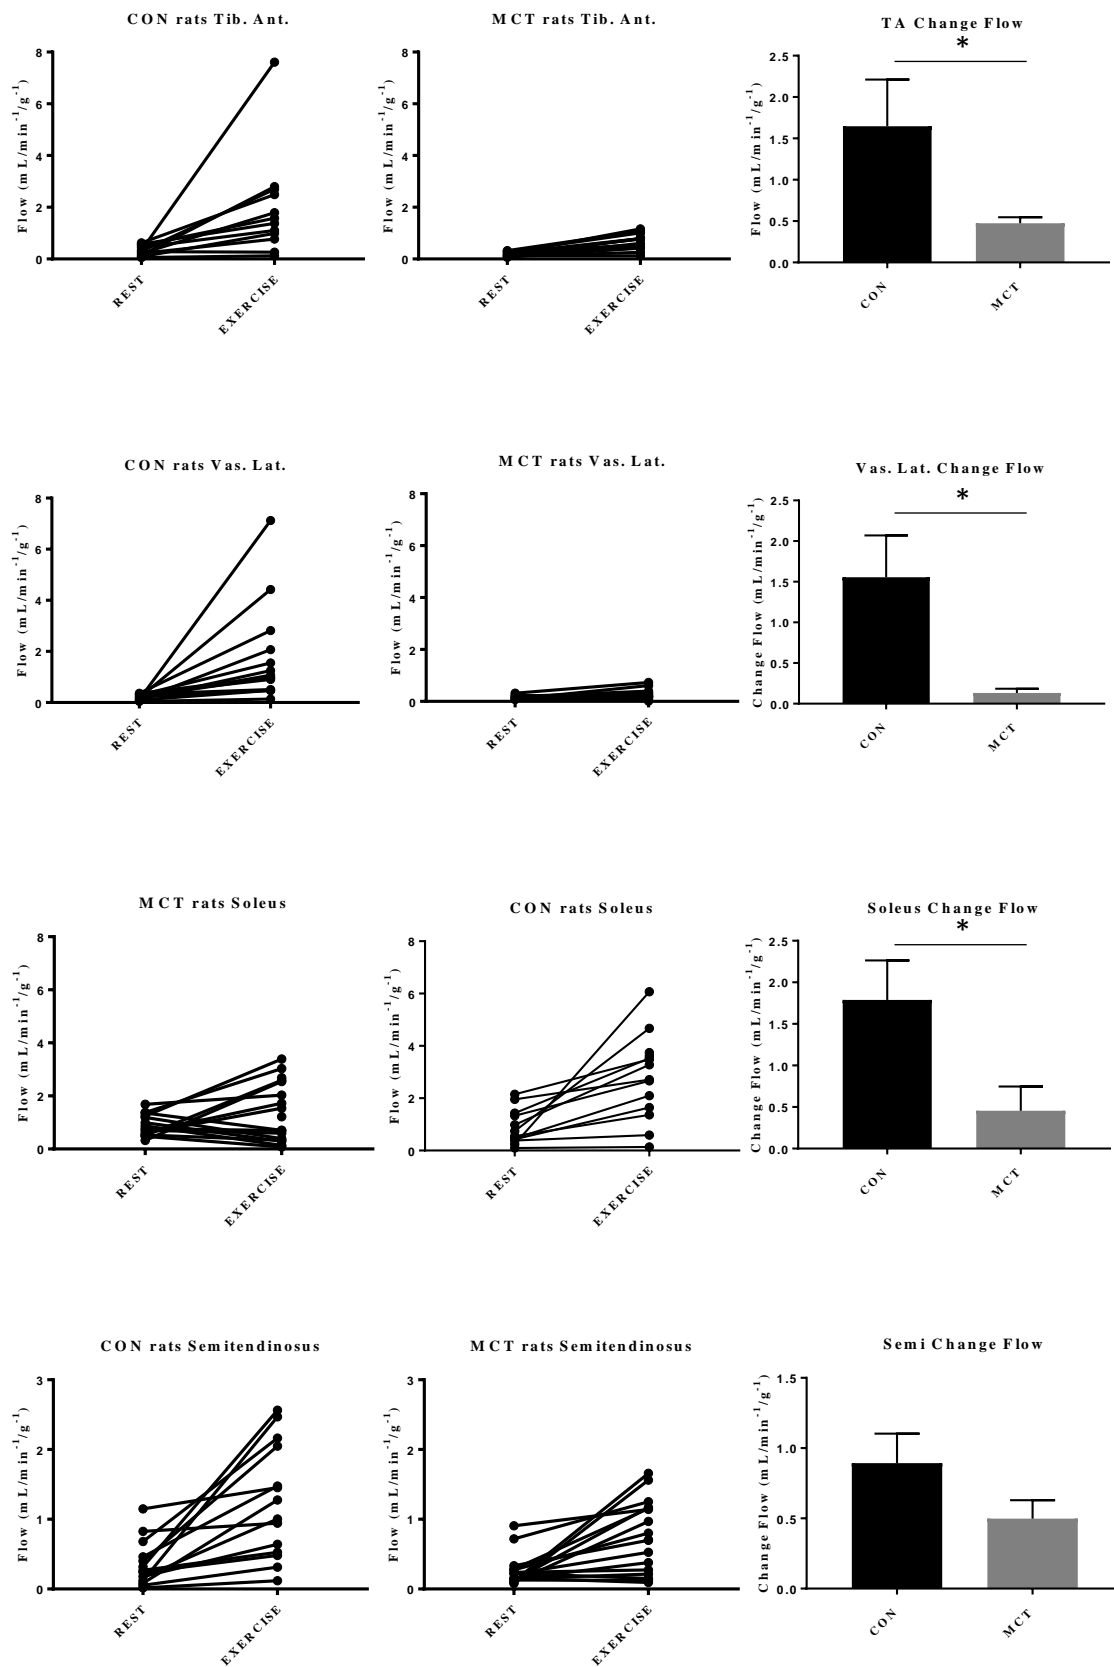 CON rats Tib. Ant.
Flow (mL/min⁻¹/g⁻¹)
8
6
4
2
0
REST
EXERCISE
MCT rats Tib. Ant.
Flow (mL/min⁻¹/g⁻¹)
8
6
4
2
0
REST
EXERCISE
TA Change Flow
*
Flow (mL/min⁻¹/g⁻¹)
2.5
2.0
1.5
1.0
0.5
0.0
CON
MCT
CON rats Vas. Lat.
Flow (mL/min⁻¹/g⁻¹)
8
6
4
2
0
REST
EXERCISE
MCT rats Vas. Lat.
Flow (mL/min⁻¹/g⁻¹)
8
6
4
2
0
REST
EXERCISE
Vas. Lat. Change Flow
*
Change Flow (mL/min⁻¹/g⁻¹)
2.5
2.0
1.5
1.0
0.5
0.0
CON
MCT
MCT rats Soleus
Flow (mL/min⁻¹/g⁻¹)
8
6
4
2
0
REST
EXERCISE
CON rats Soleus
Flow (mL/min⁻¹/g⁻¹)
8
6
4
2
0
REST
EXERCISE
Soleus Change Flow
*
Change Flow (mL/min⁻¹/g⁻¹)
2.5
2.0
1.5
1.0
0.5
0.0
CON
MCT
CON rats Semitendinosus
Flow (mL/min⁻¹/g⁻¹)
3
2
1
0
REST
EXERCISE
MCT rats Semitendinosus
Flow (mL/min⁻¹/g⁻¹)
3
2
1
0
REST
EXERCISE
Semi Change Flow
Change Flow (mL/min⁻¹/g⁻¹)
1.5
1.0
0.5
0.0
CON
MCT